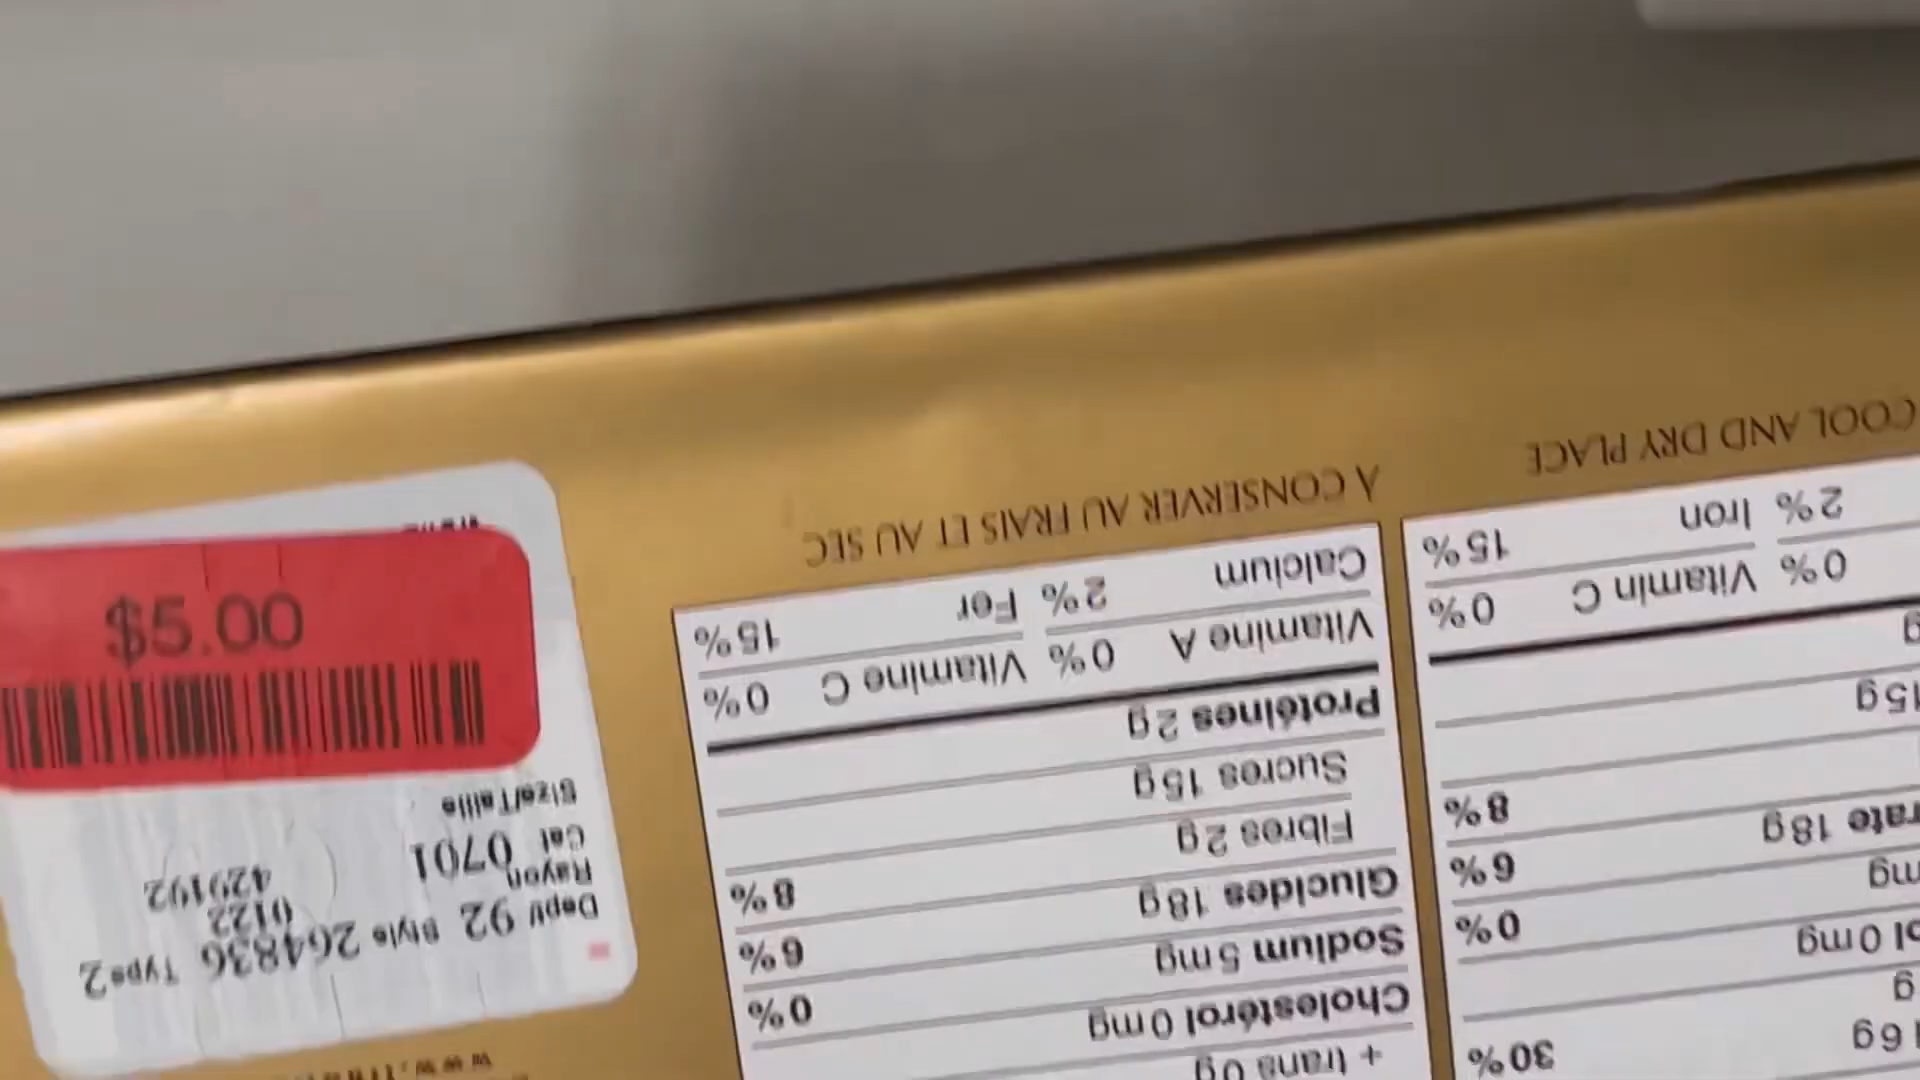 $5.00
Size/Taille
Cat 0701
Rayon
429192
0122
Dept/ 92 Style 264836 Type 2
+ trans 0 g
Cholestérol 0 mg 0 %
Sodium 5 mg 6 %
Glucides 18 g 8 %
Fibres 2 g
Sucres 15 g
Protéines 2 g
Vitamine A 0 % Vitamine C 0 %
Calcium 2 % Fer 15 %
À CONSERVER AU FRAIS ET AU SEC
6 g 30 %
g
ol 0 mg 0 %
mg 6 %
rate 18 g 8 %
15 g
g
0 % Vitamin C 0 %
2 % Iron 15 %
COOL AND DRY PLACE